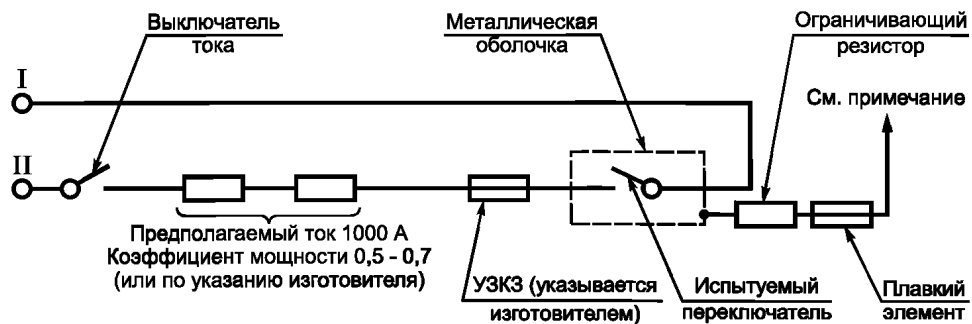 Выключатель
тока
Металлическая
оболочка
Ограничивающий
резистор
См. примечание
I
II
Предполагаемый ток 1000 А
Коэффициент мощности 0,5 - 0,7
(или по указанию изготовителя)
УЗКЗ (указывается
изготовителем)
Испытуемый
переключатель
Плавкий
элемент